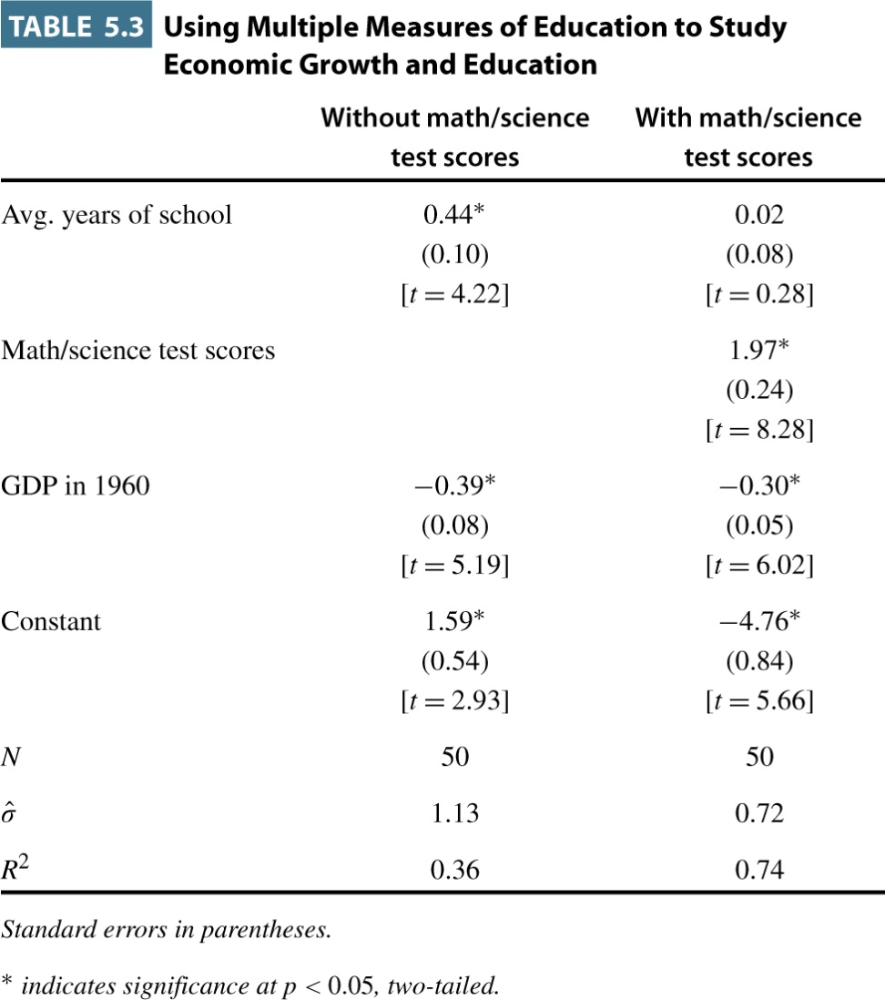 TABLE 5.3 Using Multiple Measures of Education to Study
Economic Growth and Education
Without math/science With math/science
test scores test scores
Avg. years of school 0.44* 0.02
(0.10) (0.08)
[t = 4.22] [t = 0.28]
Math/science test scores 1.97*
(0.24)
[t = 8.28]
GDP in 1960 −0.39* −0.30*
(0.08) (0.05)
[t = 5.19] [t = 6.02]
Constant 1.59* −4.76*
(0.54) (0.84)
[t = 2.93] [t = 5.66]
N 50 50
σ̂ 1.13 0.72
R² 0.36 0.74
Standard errors in parentheses.
* indicates significance at p < 0.05, two-tailed.